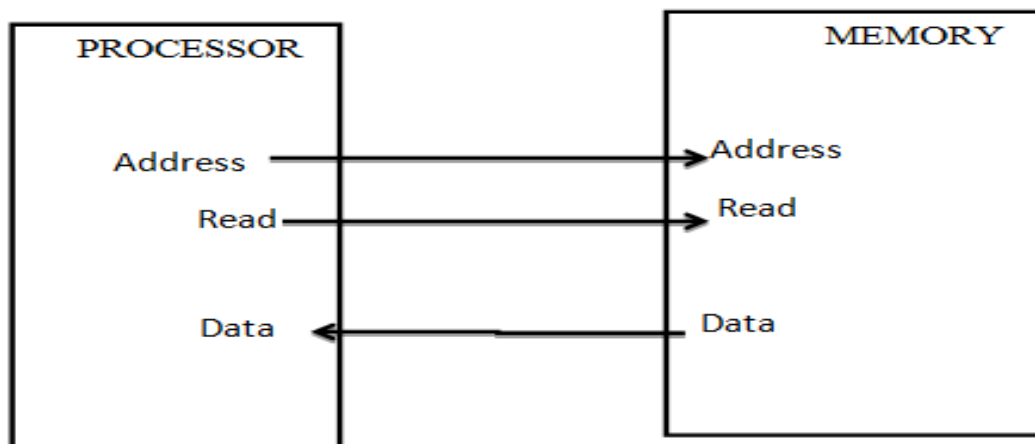 PROCESSOR
MEMORY
Address
Address
Read
Read
Data
Data